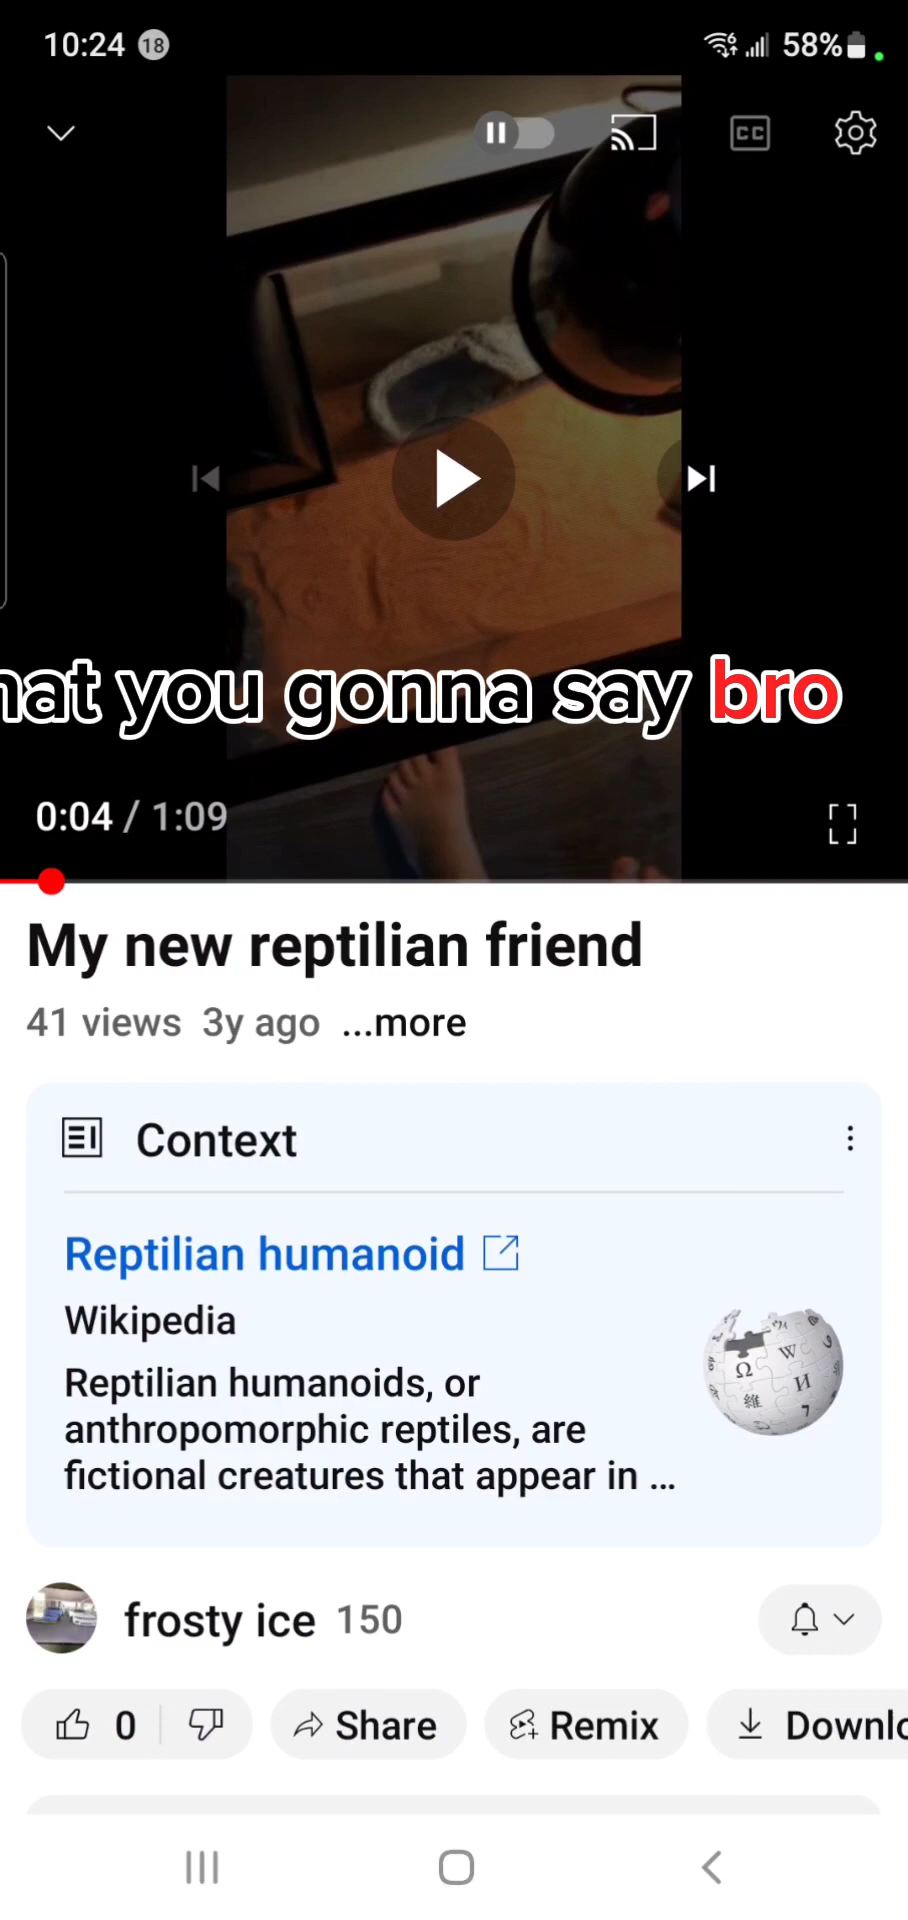 10:24 18 58%
CC
you gonna say bro
0:04 / 1:09
My new reptilian friend
41 views 3y ago ...more
Context
Reptilian humanoid
Wikipedia
Reptilian humanoids, or
anthropomorphic reptiles, are
fictional creatures that appear in ...
frosty ice 150
0 Share Remix Downlo